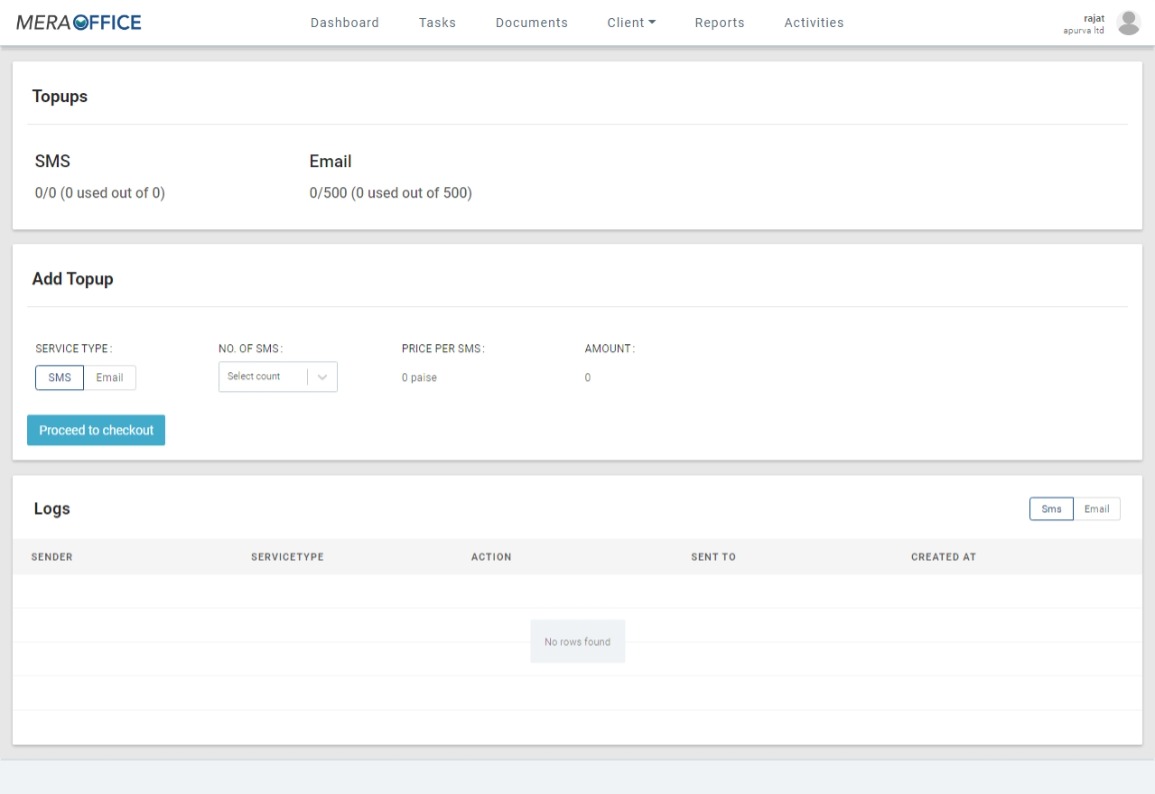 MERAOFFICE
Dashboard Tasks Documents Client Reports Activities
rajat
apurva ltd
Topups
SMS Email
0/0 (0 used out of 0) 0/500 (0 used out of 500)
Add Topup
SERVICE TYPE : NO. OF SMS : PRICE PER SMS : AMOUNT :
SMS Email Select count 0 paise 0
Proceed to checkout
Logs Sms Email
SENDER SERVICETYPE ACTION SENT TO CREATED AT
No rows found